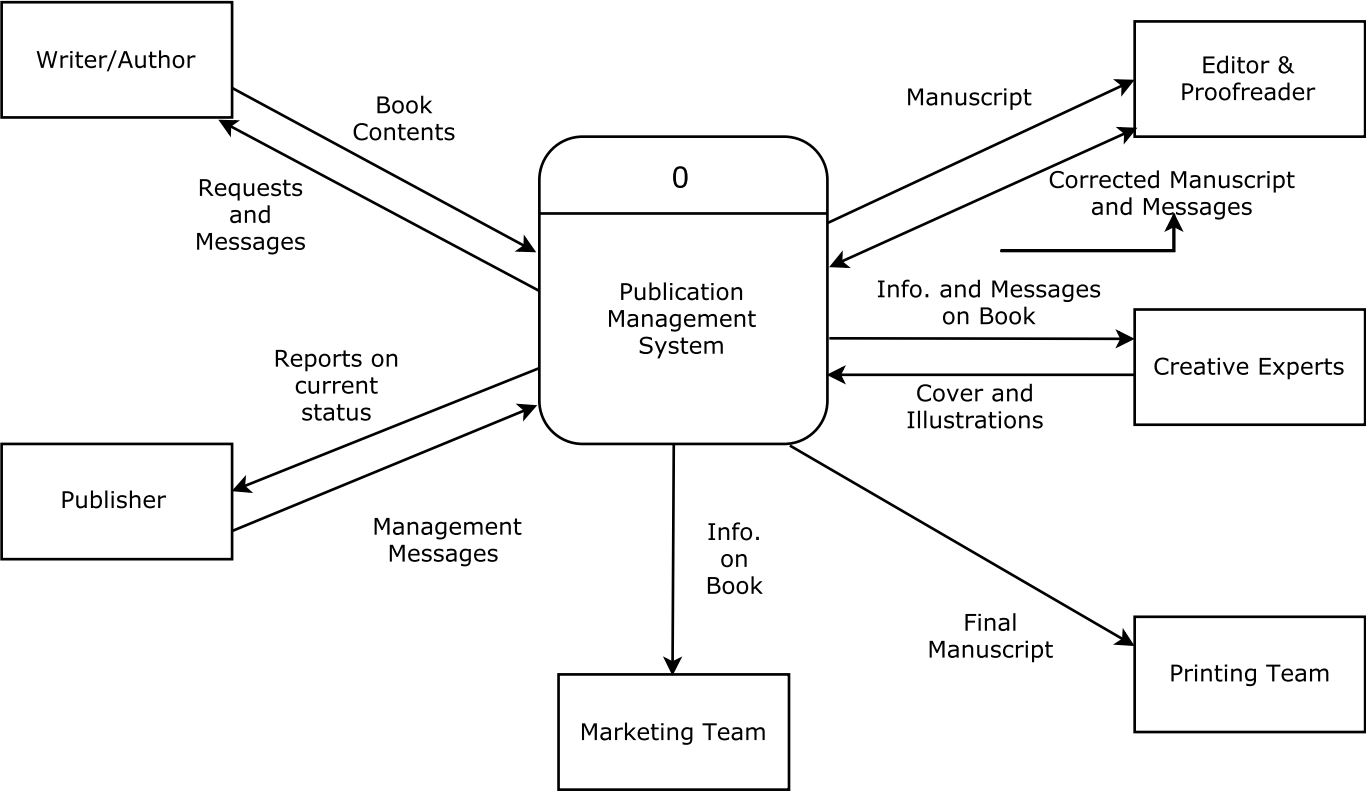 Writer/Author
Book
Contents
Requests
and
Messages
0
Publication
Management
System
Manuscript
Editor &
Proofreader
Corrected Manuscript
and Messages
Info. and Messages
on Book
Creative Experts
Cover and
Illustrations
Reports on
current
status
Publisher
Management
Messages
Info.
on
Book
Final
Manuscript
Printing Team
Marketing Team